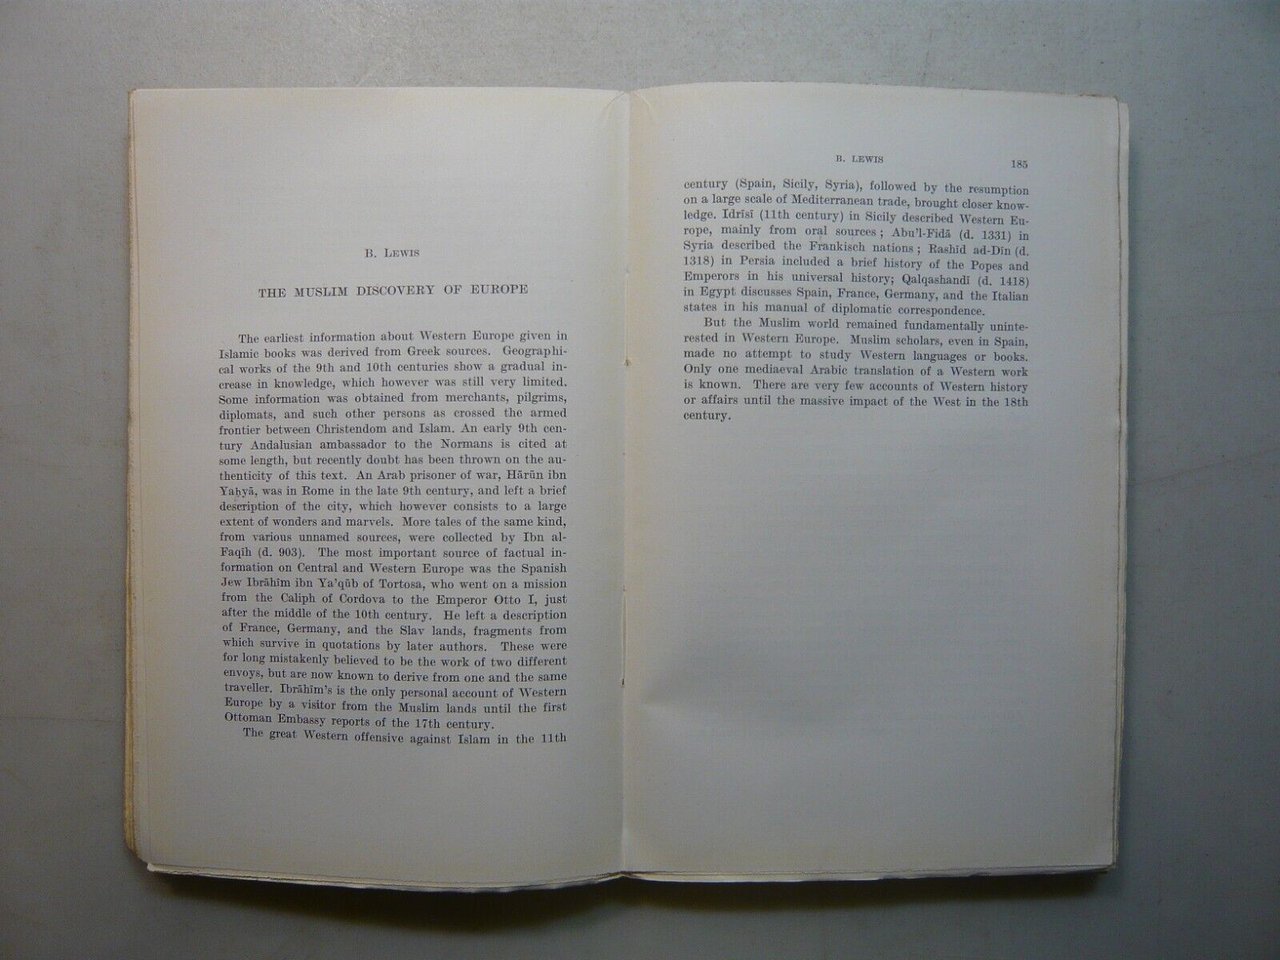 B. Lewis
THE MUSLIM DISCOVERY OF EUROPE
The earliest information about Western Europe given in
Islamic books was derived from Greek sources. Geographi-
cal works of the 9th and 10th centuries show a gradual in-
crease in knowledge, which however was still very limited.
Some information was obtained from merchants, pilgrims,
diplomats, and such other persons as crossed the armed
frontier between Christendom and Islam. An early 9th cen-
tury Andalusian ambassador to the Normans is cited at
some length, but recently doubt has been thrown on the au-
thenticity of this text. An Arab prisoner of war, Hārūn ibn
Yaḥyā, was in Rome in the late 9th century, and left a brief
description of the city, which however consists to a large
extent of wonders and marvels. More tales of the same kind,
from various unnamed sources, were collected by Ibn al-
Faqīh (d. 903). The most important source of factual in-
formation on Central and Western Europe was the Spanish
Jew Ibrāhīm ibn Ya'qūb of Tortosa, who went on a mission
from the Caliph of Cordova to the Emperor Otto I, just
after the middle of the 10th century. He left a description
of France, Germany, and the Slav lands, fragments from
which survive in quotations by later authors. These were
for long mistakenly believed to be the work of two different
envoys, but are now known to derive from one and the same
traveller. Ibrāhīm's is the only personal account of Western
Europe by a visitor from the Muslim lands until the first
Ottoman Embassy reports of the 17th century.
The great Western offensive against Islam in the 11th
B. LEWIS 185
century (Spain, Sicily, Syria), followed by the resumption
on a large scale of Mediterranean trade, brought closer know-
ledge. Idrīsī (11th century) in Sicily described Western Eu-
rope, mainly from oral sources ; Abu'l-Fidā (d. 1331) in
Syria described the Frankisch nations ; Rashīd ad-Dīn (d.
1318) in Persia included a brief history of the Popes and
Emperors in his universal history; Qalqashandī (d. 1418)
in Egypt discusses Spain, France, Germany, and the Italian
states in his manual of diplomatic correspondence.
But the Muslim world remained fundamentally uninte-
rested in Western Europe. Muslim scholars, even in Spain,
made no attempt to study Western languages or books.
Only one mediaeval Arabic translation of a Western work
is known. There are very few accounts of Western history
or affairs until the massive impact of the West in the 18th
century.